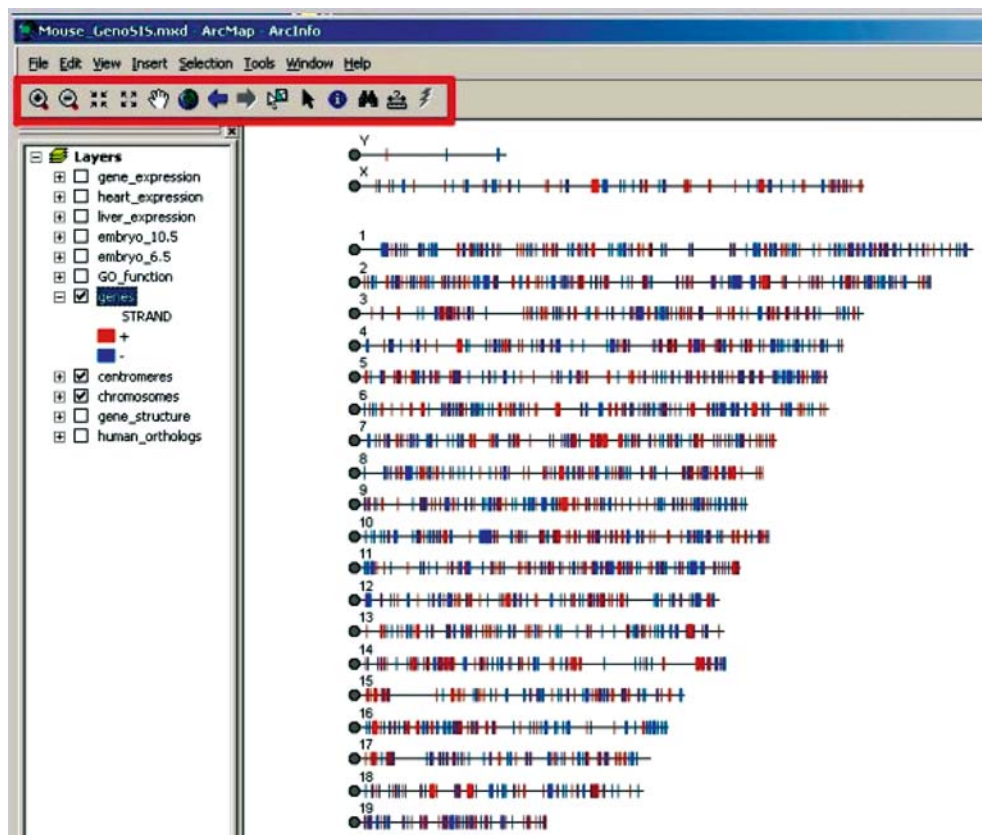 Mouse_GenoSIS.mxd - ArcMap - ArcInfo
File Edit View Insert Selection Tools Window Help
Layers
gene_expression
heart_expression
liver_expression
embryo_10.5
embryo_6.5
GO_function
genes
STRAND
+
-
centromeres
chromosomes
gene_structure
human_orthologs
Y
X
1
2
3
4
5
6
7
8
9
10
11
12
13
14
15
16
17
18
19